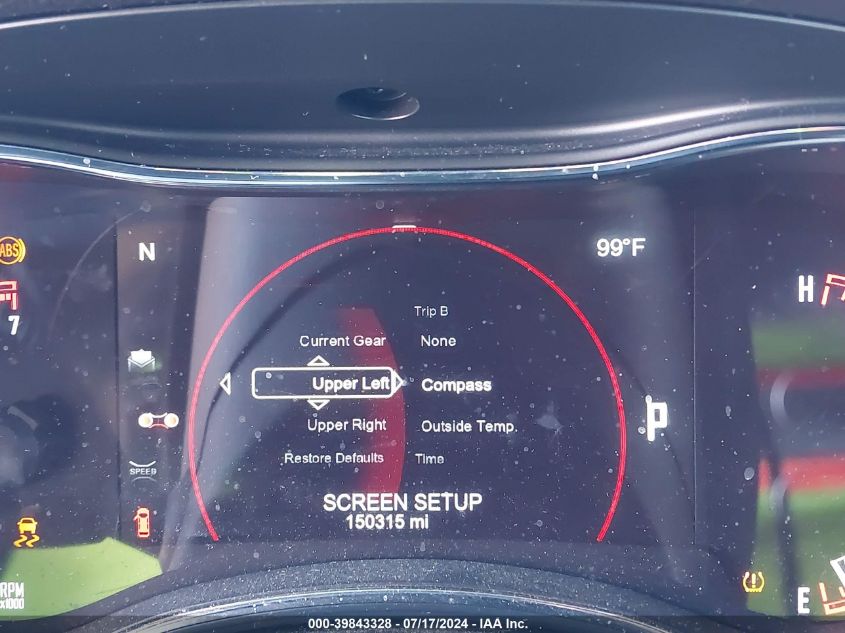 ABS
N
99°F
7
H
Trip B
Current Gear None
Upper Left Compass
Upper Right Outside Temp.
Restore Defaults Time
P
SPEED
SCREEN SETUP
150315 mi
RPM
x1000
E
000-39843328 - 07/17/2024 - IAA Inc.